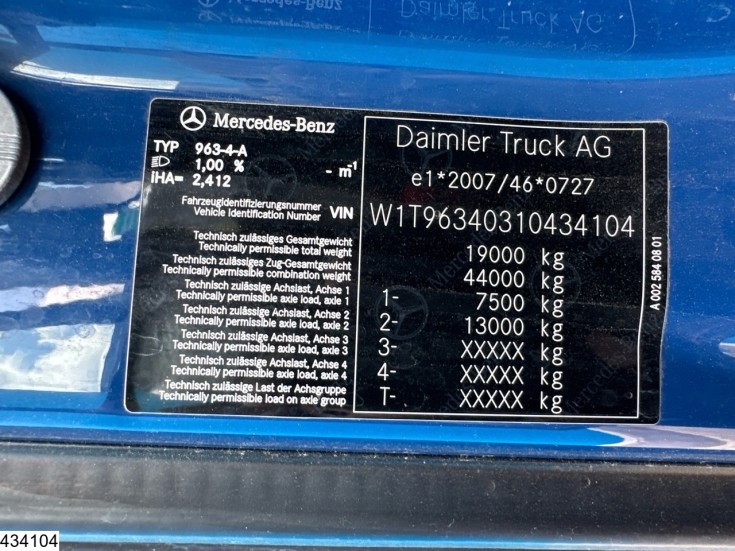 Mercedes-Benz
Daimler Truck AG
Mercedes-Benz
TYP 963-4-A
1,00 % - m⁻¹
iHA= 2,412
Fahrzeugidentifizierungsnummer
Vehicle Identification Number VIN
Technisch zulässiges Gesamtgewicht
Technically permissible total weight
Technisch zulässiges Zug-Gesamtgewicht
Technically permissible combination weight
Technisch zulässige Achslast, Achse 1
Technically permissible axle load, axle 1
Technisch zulässige Achslast, Achse 2
Technically permissible axle load, axle 2
Technisch zulässige Achslast, Achse 3
Technically permissible axle load, axle 3
Technisch zulässige Achslast, Achse 4
Technically permissible axle load, axle 4
Technisch zulässige Last der Achsgruppe
Technically permissible load on axle group
Daimler Truck AG
e1*2007/46*0727
W1T96340310434104
19000 kg
44000 kg
1- 7500 kg
2- 13000 kg
3- XXXXX kg
4- XXXXX kg
T- XXXXX kg
A 002 584 08 01
434104